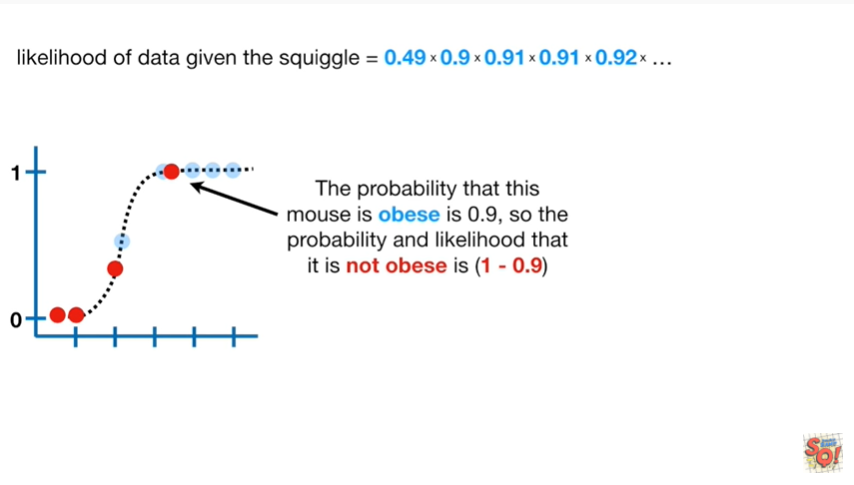 likelihood of data given the squiggle = 0.49 x 0.9 x 0.91 x 0.91 x 0.92 x ...
1
The probability that this
mouse is obese is 0.9, so the
probability and likelihood that
it is not obese is (1 - 0.9)
0
SQ!